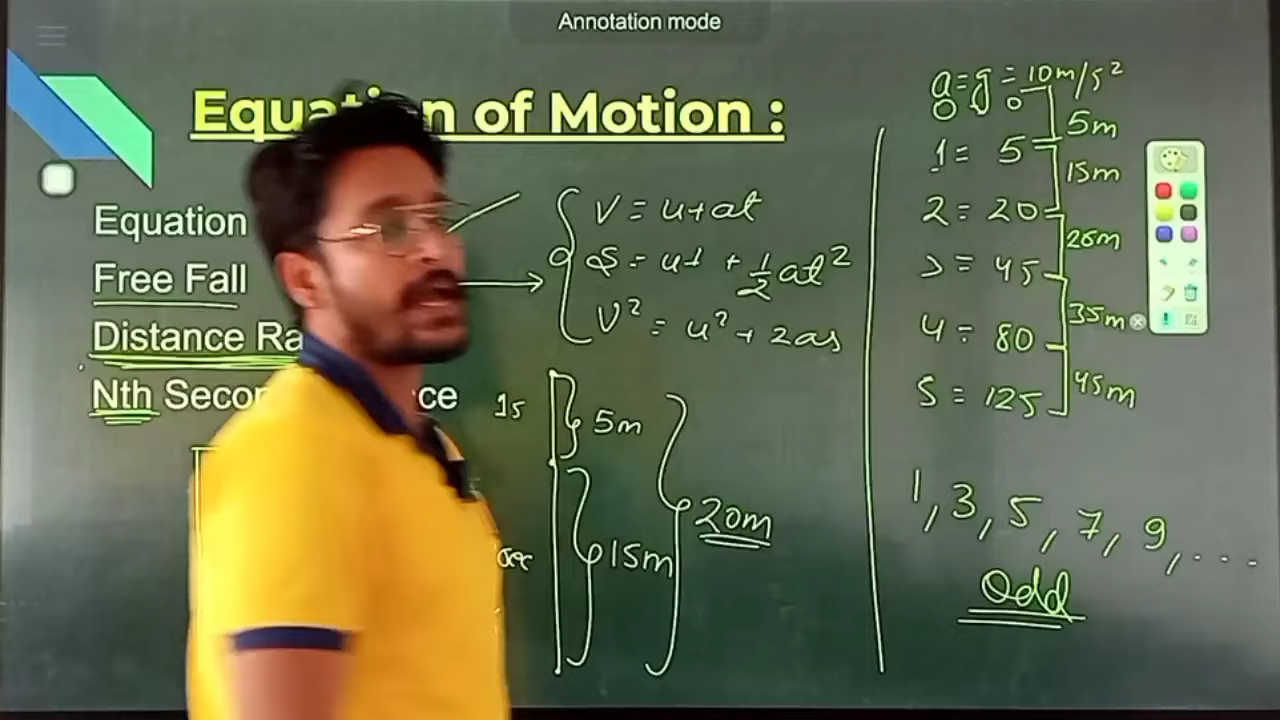 Annotation mode
Equa n of Motion :
Equation
Free Fall
Distance Ra
Nth Secon ce
V = u+at
S = ut + 1/2 at²
V² = u² + 2as
1s
5m
15m
20m
sec
a=g = 10m/s²
0 0
5m
1 = 5
15m
2 = 20
25m
3 = 45
35m
4 = 80
45m
5 = 125
1, 3, 5, 7, 9, ....
Odd